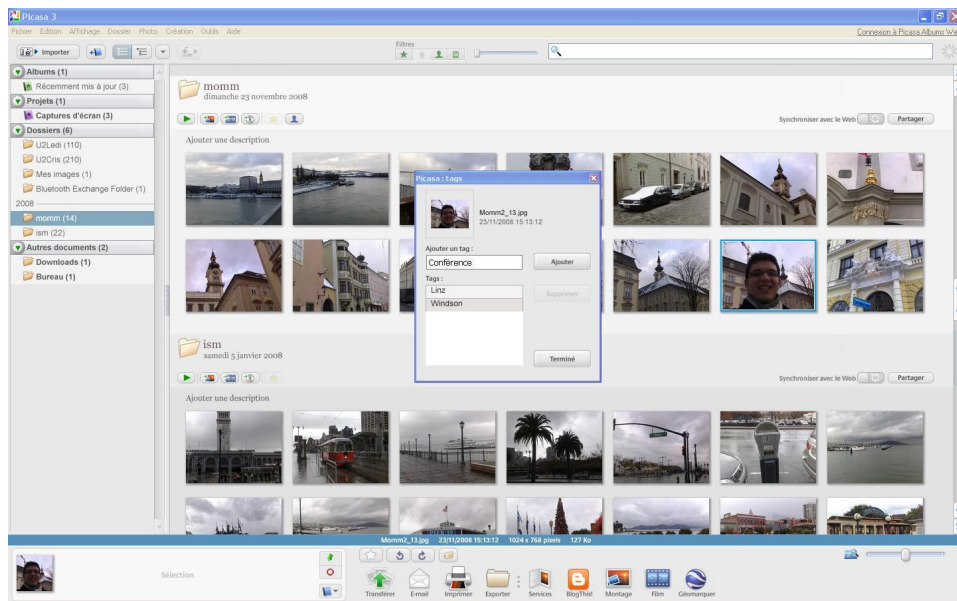 Picasa 3
Fichier Edition Affichage Dossier Photo Création Outils Aide
Connexion à Picasa Albums We
Importer
Filtres
Albums (1)
Récemment mis à jour (3)
Projets (1)
Captures d'écran (3)
Dossiers (6)
U2Ledi (110)
U2Cris (210)
Mes images (1)
Bluetooth Exchange Folder (1)
2008
momm (14)
ism (22)
Autres documents (2)
Downloads (1)
Bureau (1)
momm
dimanche 23 novembre 2008
Synchroniser avec le Web
Partager
Ajouter une description
Picasa : tags
Momm2_13.jpg
23/11/2008 15:13:12
Ajouter un tag :
Conférence
Ajouter
Tags :
Linz
Windson
Supprimer
Terminé
ism
samedi 5 janvier 2008
Synchroniser avec le Web
Partager
Ajouter une description
Momm2_13.jpg 23/11/2008 15:13:12 1024 x 768 pixels 127 Ko
Sélection
Transférer
E-mail
Imprimer
Exporter
Services
BlogThis!
Montage
Film
Géomarquer